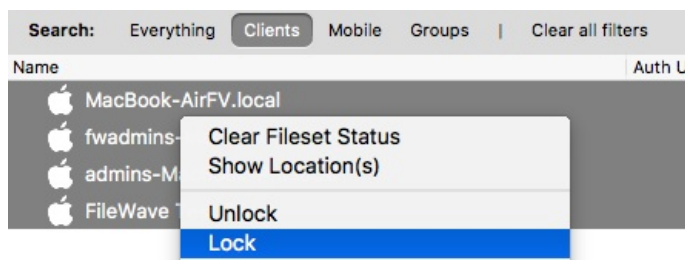 Search: Everything Clients Mobile Groups | Clear all filters
Name Auth U
MacBook-AirFV.local
fwadmins-
Clear Fileset Status
admins-M
Show Location(s)
FileWave
Unlock
Lock